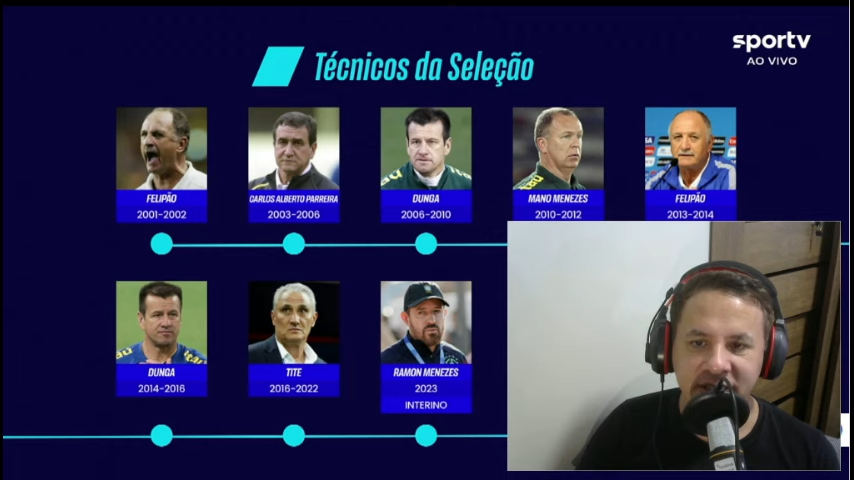 sportv
AO VIVO
Técnicos da Seleção
FELIPÃO
2001-2002
CARLOS ALBERTO PARREIRA
2003-2006
DUNGA
2006-2010
MANO MENEZES
2010-2012
FELIPÃO
2013-2014
DUNGA
2014-2016
TITE
2016-2022
RAMON MENEZES
2023
INTERINO